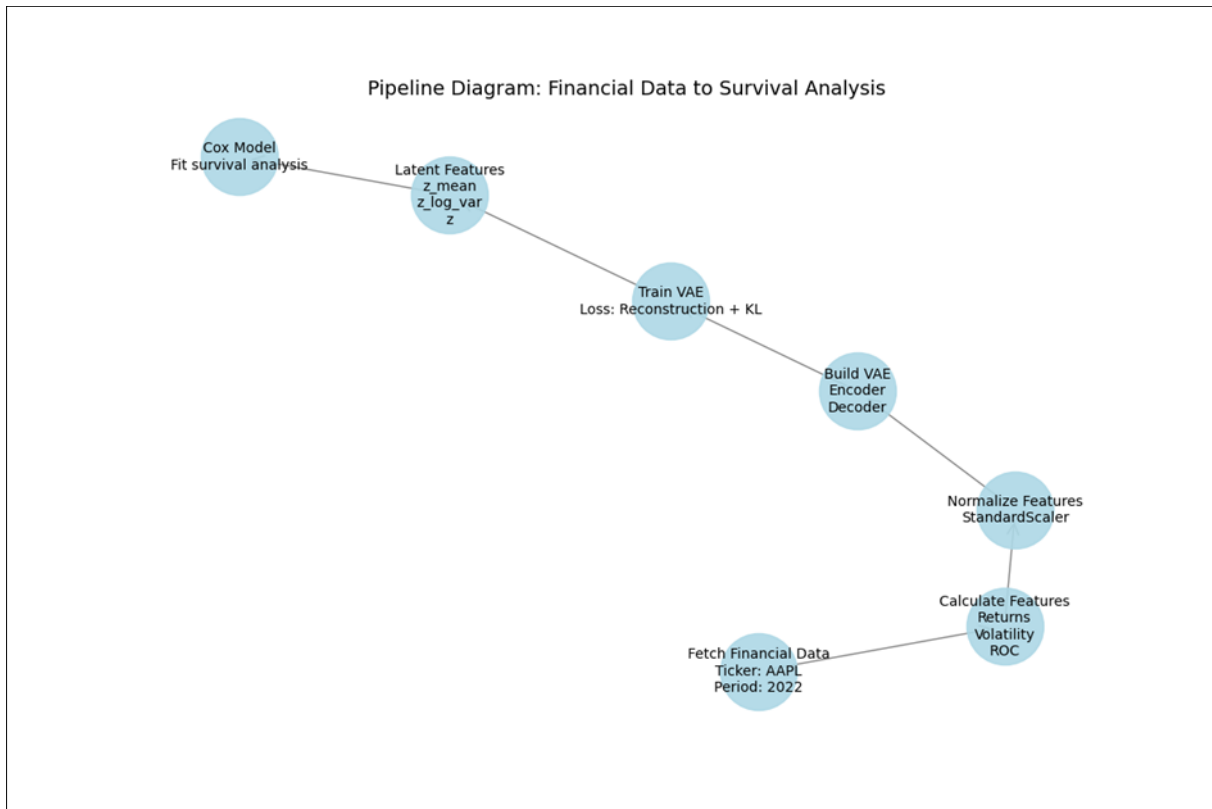 Pipeline Diagram: Financial Data to Survival Analysis
Cox Model
Fit survival analysis
Latent Features
z_mean
z_log_var
z
Train VAE
Loss: Reconstruction + KL
Build VAE
Encoder
Decoder
Normalize Features
StandardScaler
Calculate Features
Returns
Volatility
ROC
Fetch Financial Data
Ticker: AAPL
Period: 2022